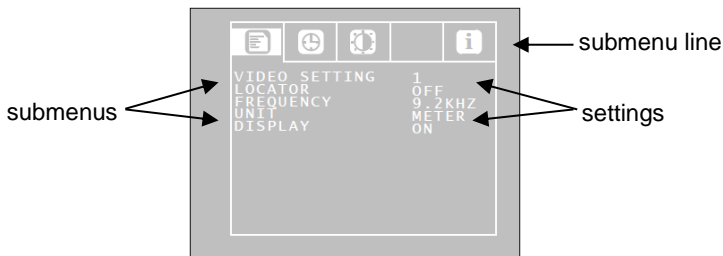 i
submenu line
VIDEO SETTING 1
LOCATOR OFF
FREQUENCY 9.2KHZ
UNIT METER
DISPLAY ON
submenus
settings